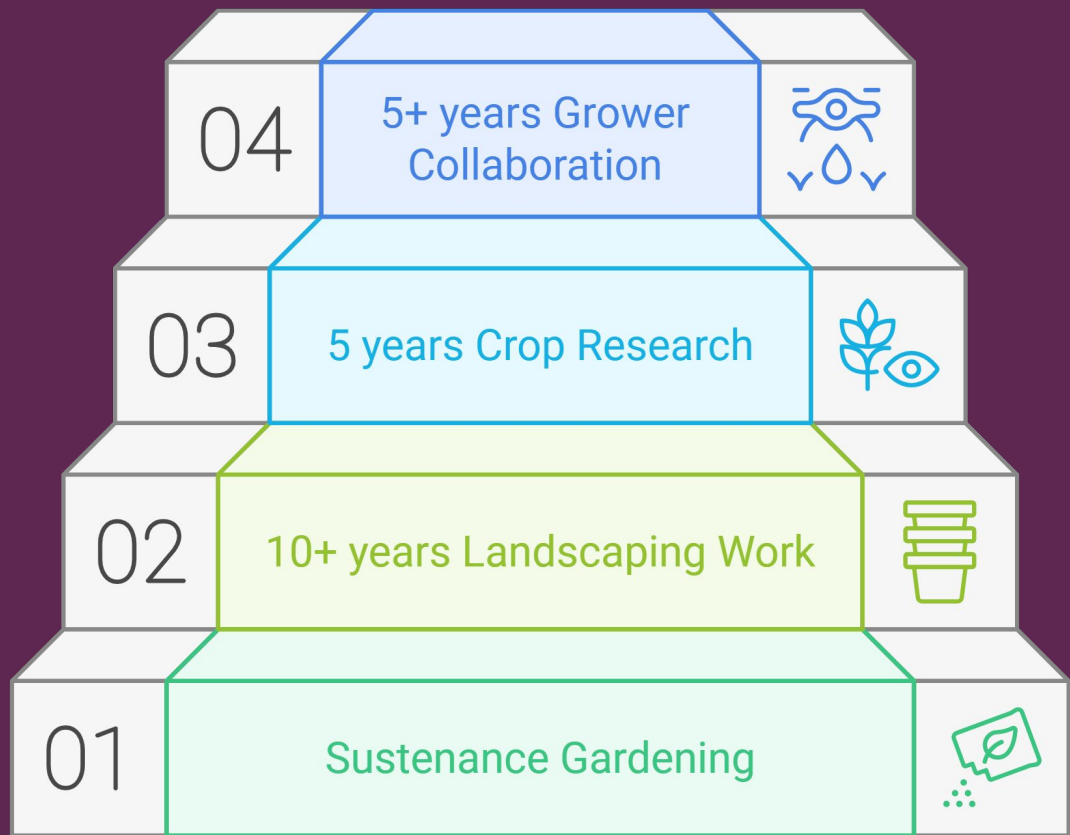 04
5+ years Grower
Collaboration
03
5 years Crop Research
02
10+ years Landscaping Work
01
Sustenance Gardening